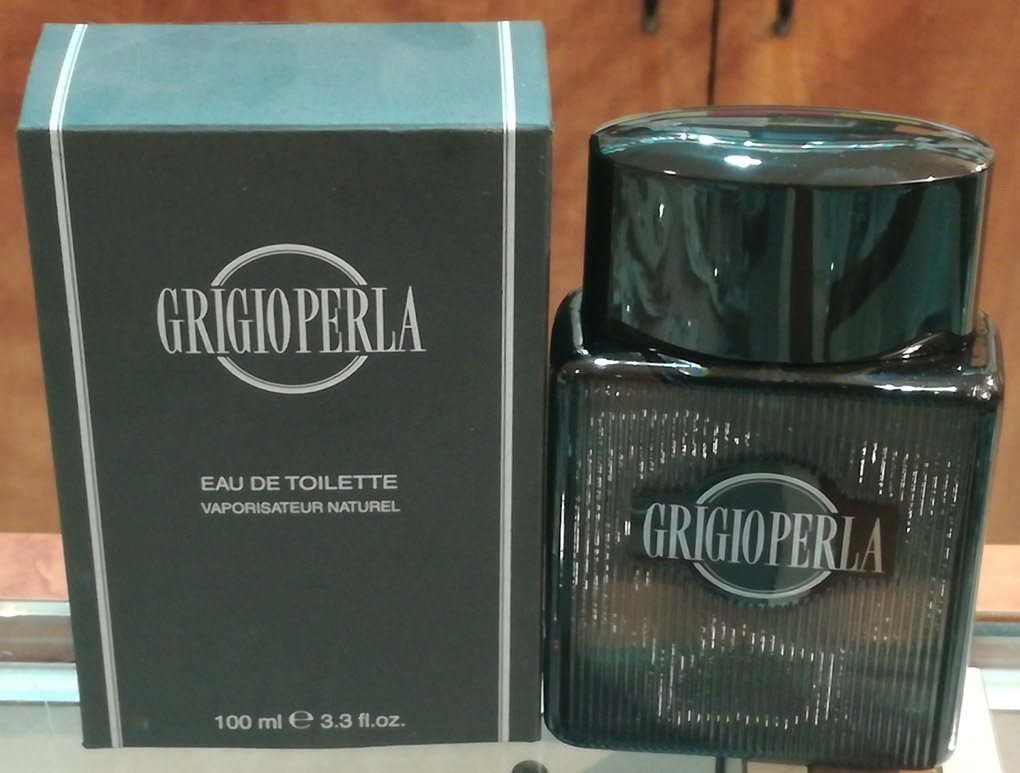 GRIGIOPERLA
EAU DE TOILETTE
VAPORISATEUR NATUREL
100 ml ℮ 3.3 fl.oz.
GRIGIOPERLA